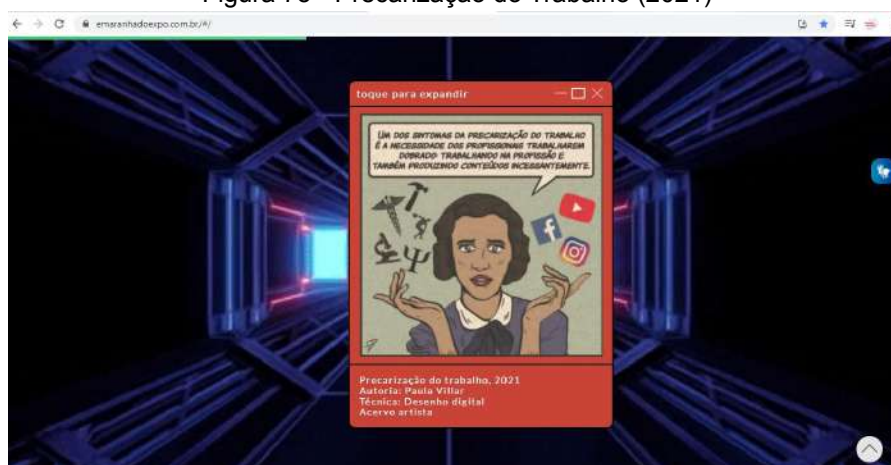 Figura 78 - Precarização do Trabalho (2021)
emaranhadoexpo.com.br/#/
toque para expandir
UM DOS SINTOMAS DA PRECARIZAÇÃO DO TRABALHO
É A NECESSIDADE DOS PROFISSIONAIS TRABALHAREM
DOBRADO: TRABALHANDO NA PROFISSÃO E
TAMBÉM PRODUZINDO CONTEÚDOS INCESSANTEMENTE.
Precarização do trabalho, 2021
Autoria: Paula Villar
Técnica: Desenho digital
Acervo artista